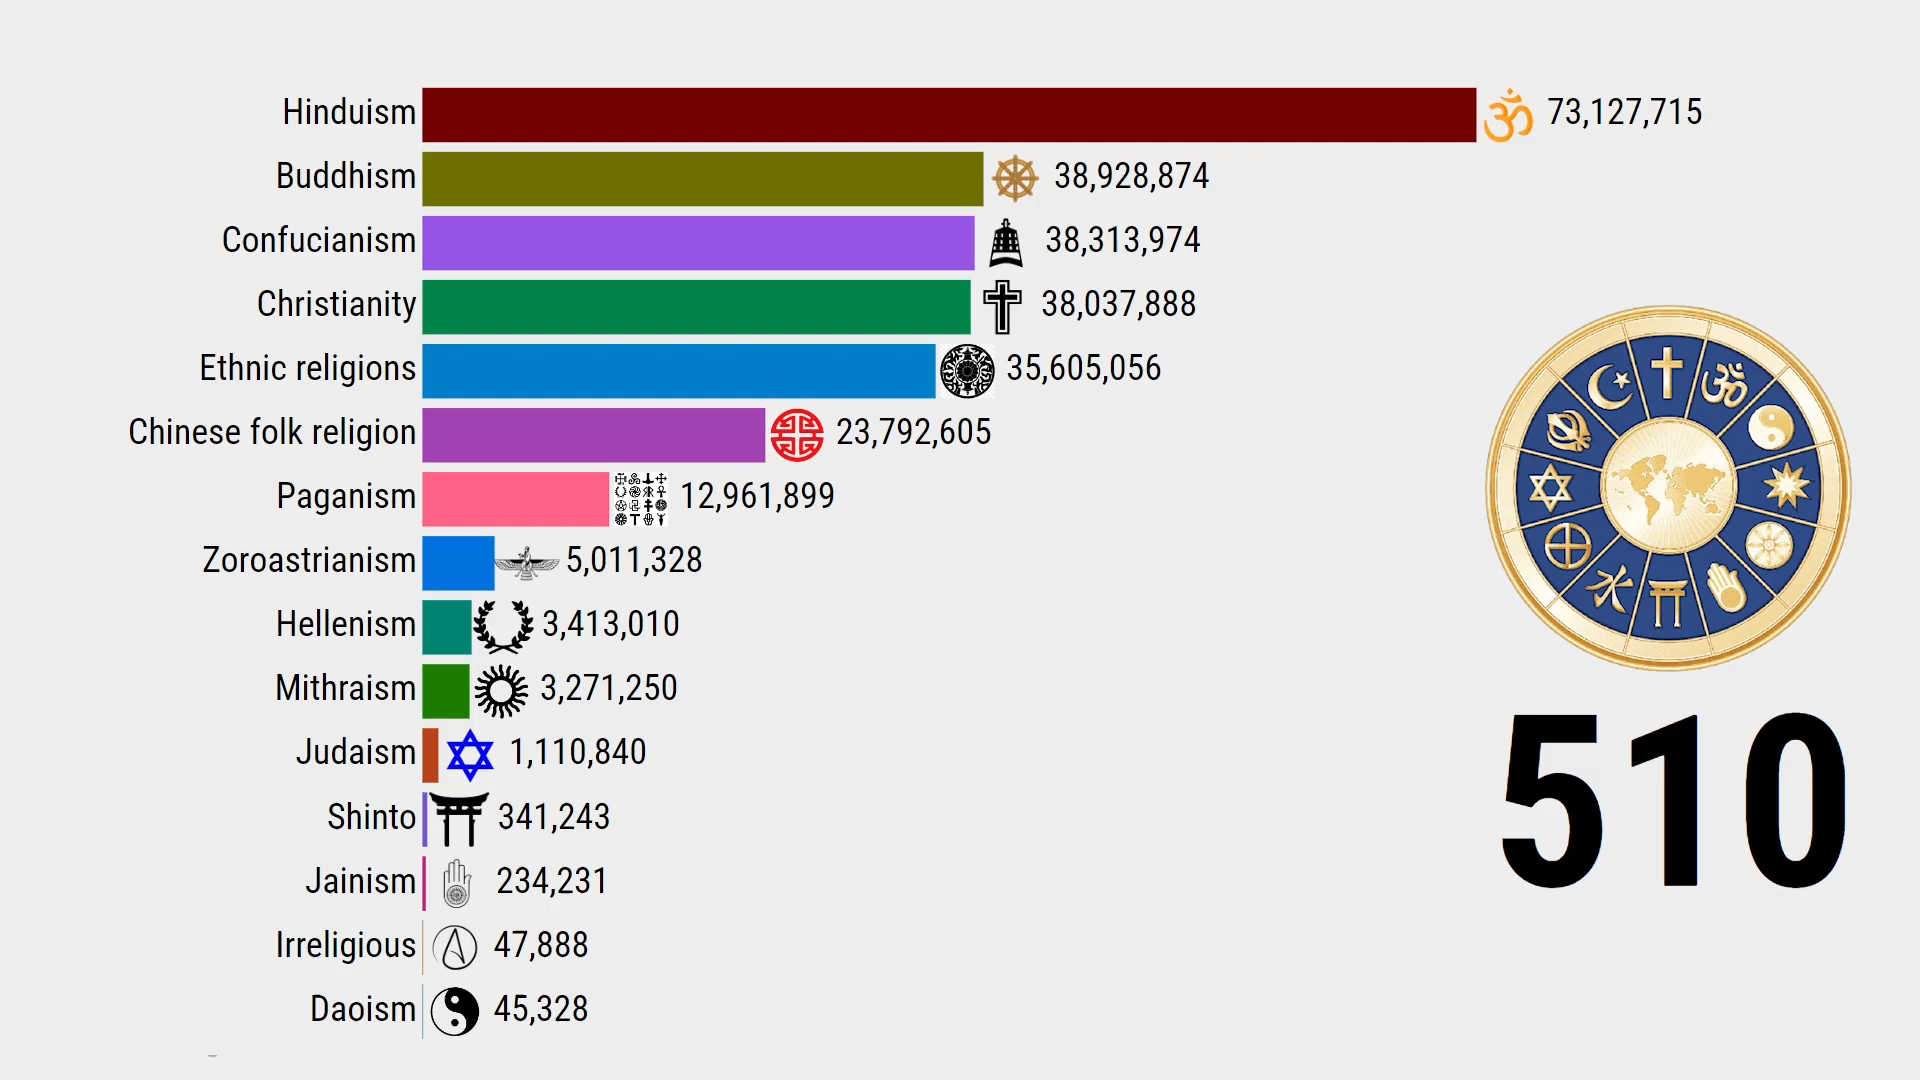 Hinduism 73,127,715
Buddhism 38,928,874
Confucianism 38,313,974
Christianity 38,037,888
Ethnic religions 35,605,056
Chinese folk religion 23,792,605
Paganism 12,961,899
Zoroastrianism 5,011,328
Hellenism 3,413,010
Mithraism 3,271,250
Judaism 1,110,840
Shinto 341,243
Jainism 234,231
Irreligious 47,888
Daoism 45,328
510